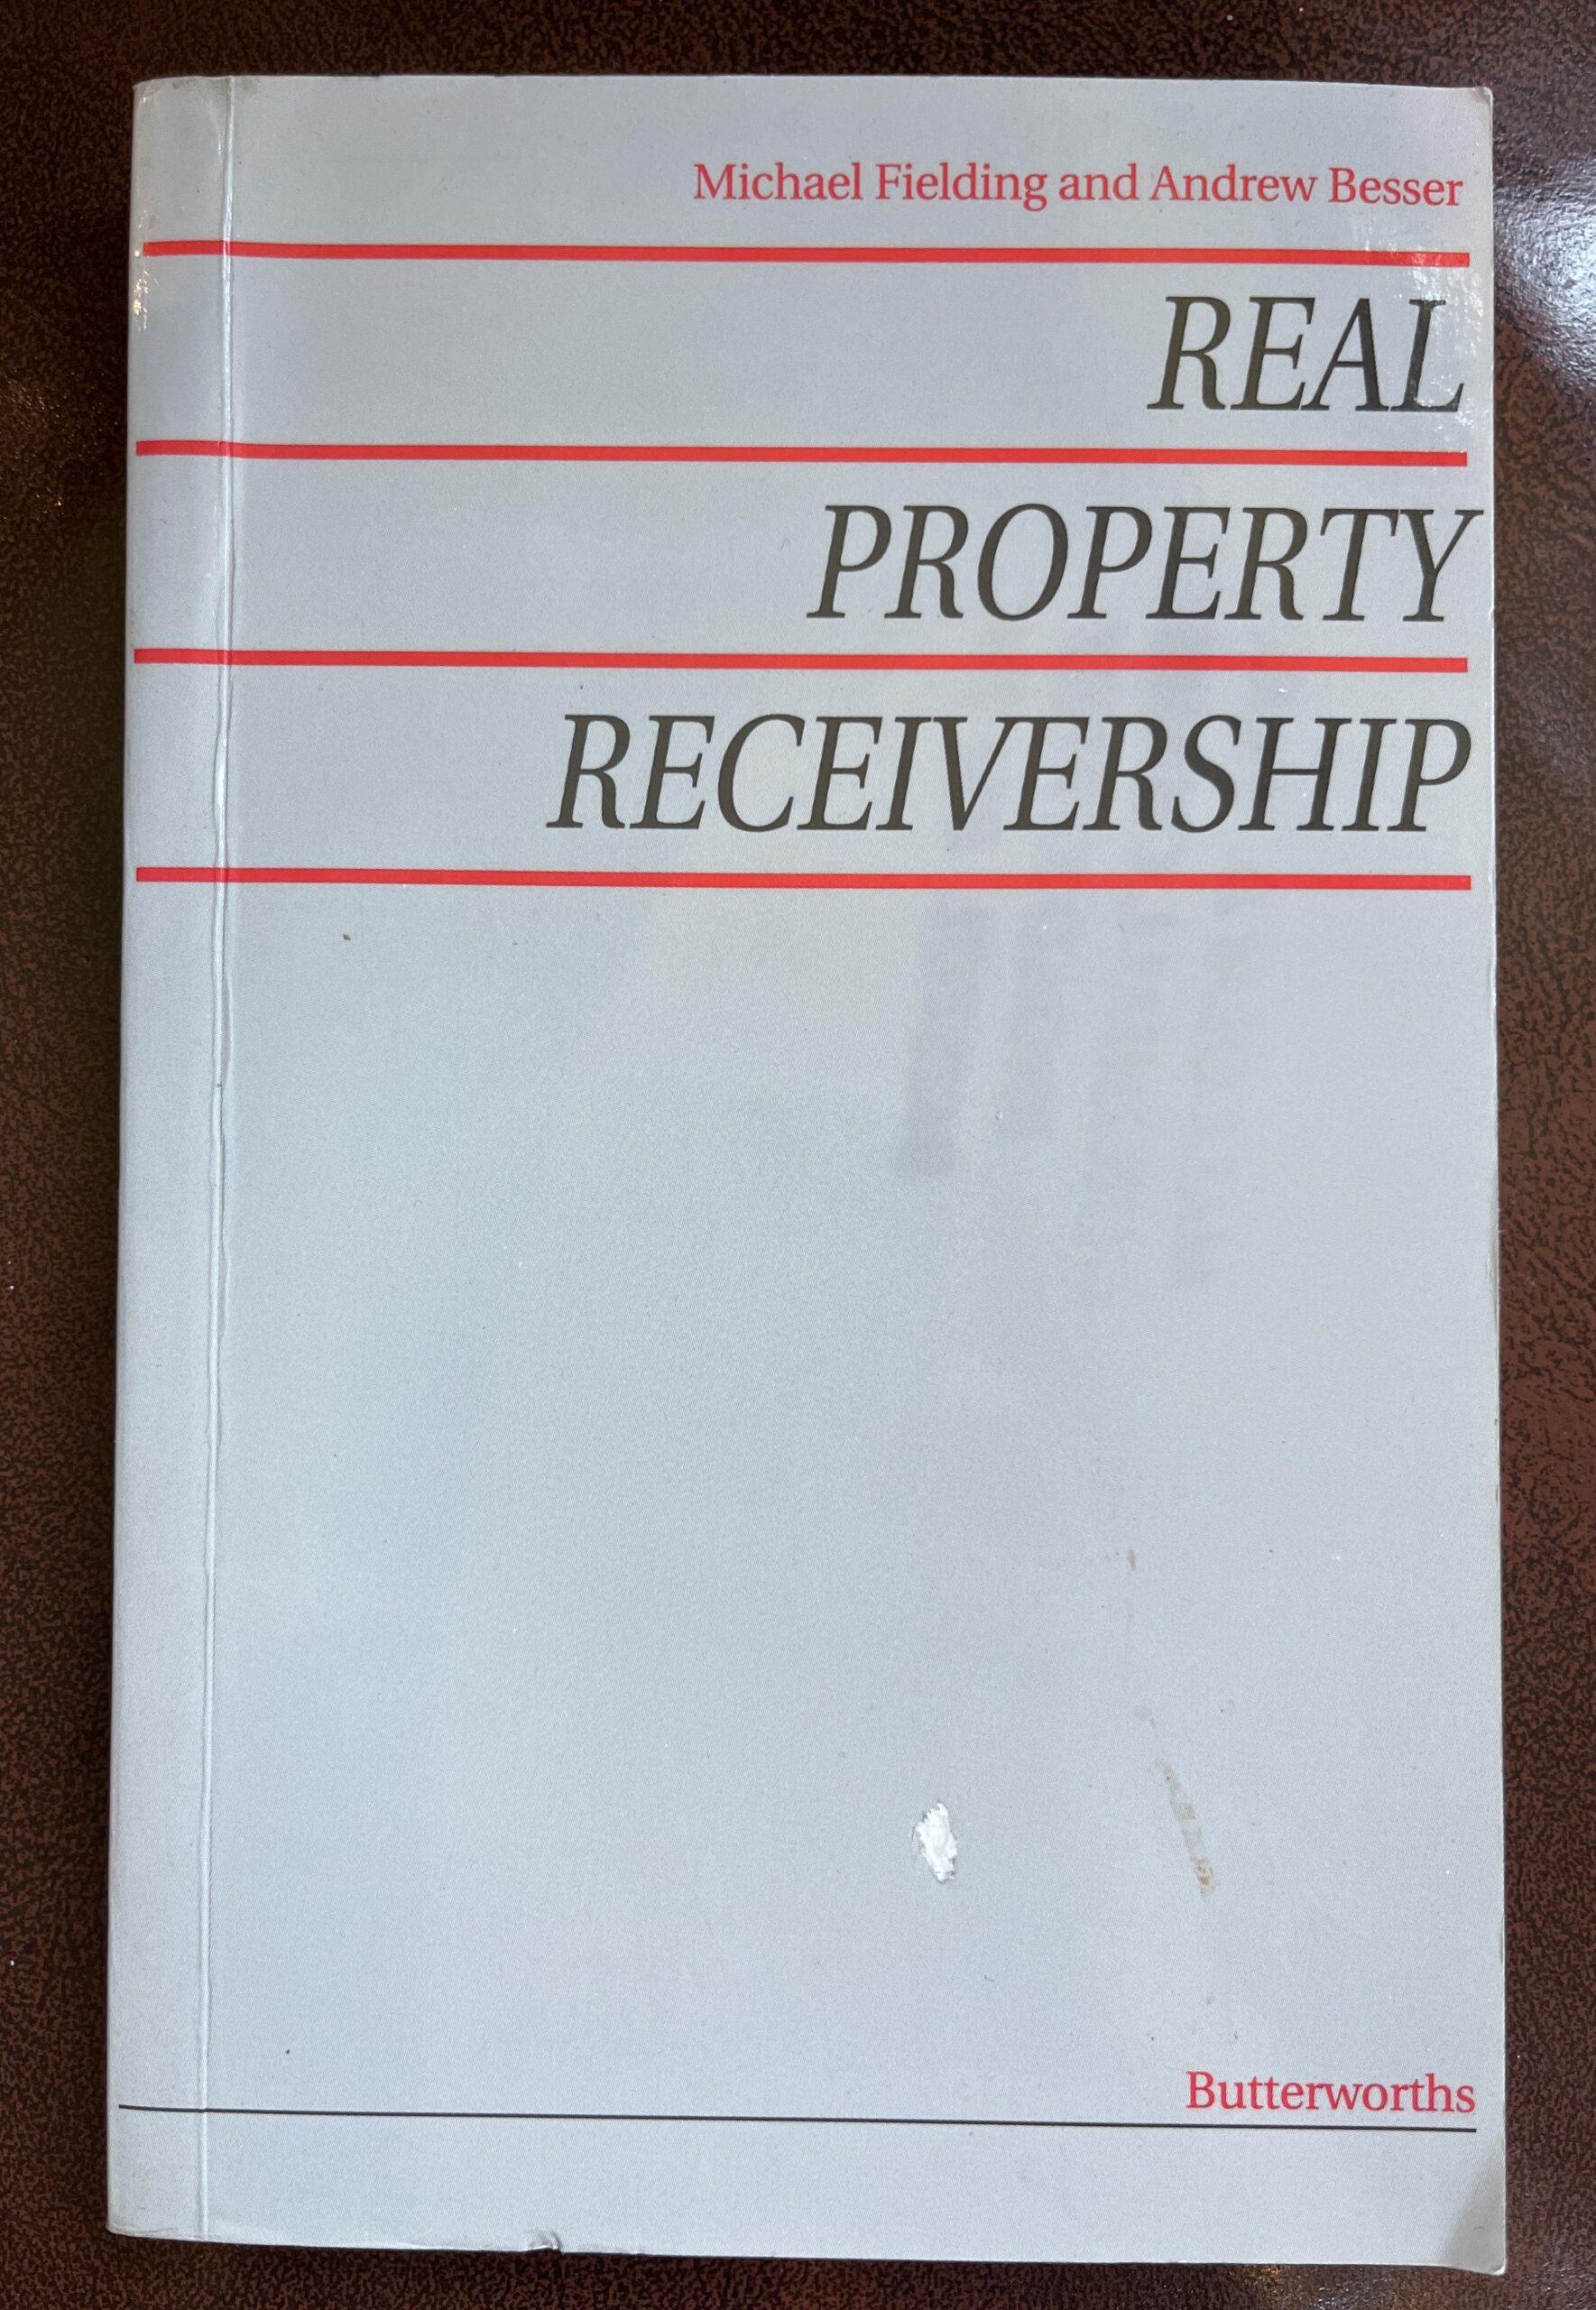 Michael Fielding and Andrew Besser
REAL
PROPERTY
RECEIVERSHIP
Butterworths